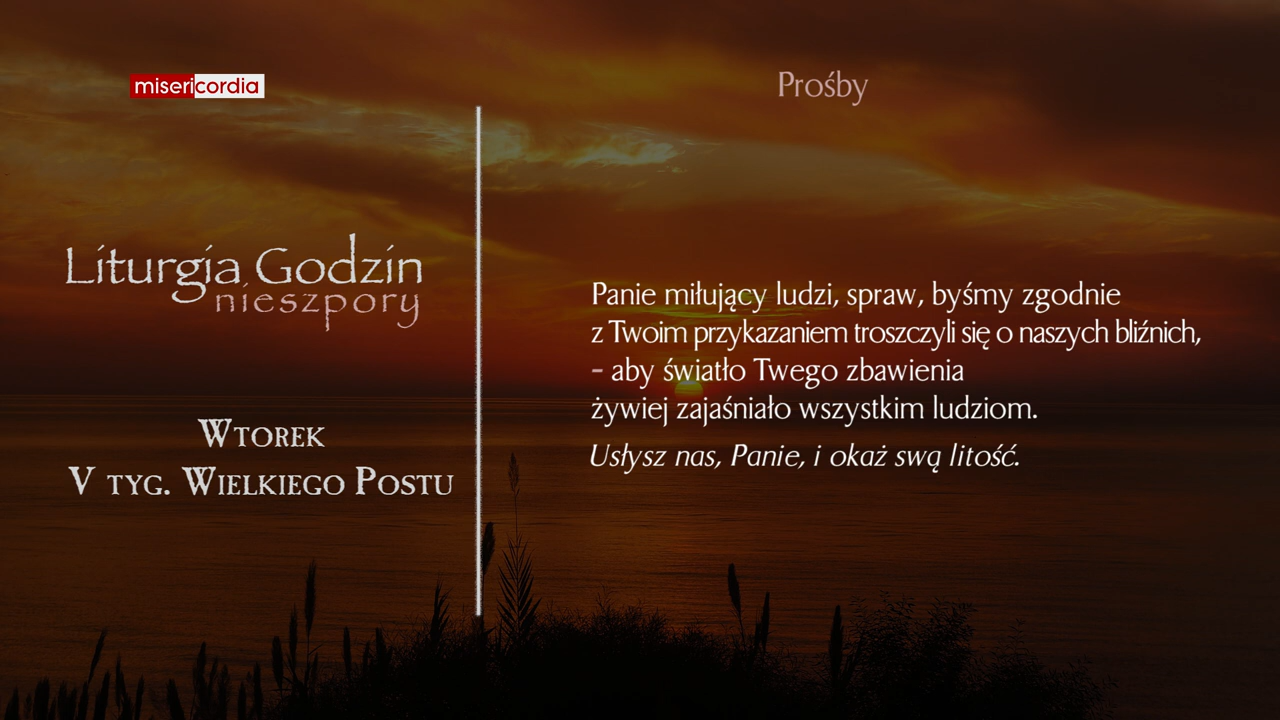 misericordia
Prośby
Liturgia Godzin
nieszpory
Wtorek
V tyg. Wielkiego Postu
Panie miłujący ludzi, spraw, byśmy zgodnie
z Twoim przykazaniem troszczyli się o naszych bliźnich,
- aby światło Twego zbawienia
żywiej zajaśniało wszystkim ludziom.
Usłysz nas, Panie, i okaż swą litość.